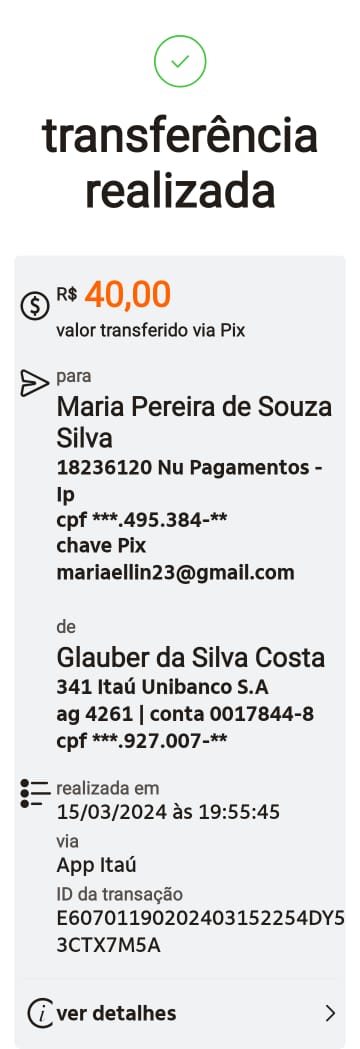 transferência
realizada
R$ 40,00
valor transferido via Pix
para
Maria Pereira de Souza
Silva
18236120 Nu Pagamentos -
Ip
cpf ***.495.384-**
chave Pix
mariaellin23@gmail.com
de
Glauber da Silva Costa
341 Itaú Unibanco S.A
ag 4261 | conta 0017844-8
cpf ***.927.007-**
realizada em
15/03/2024 às 19:55:45
via
App Itaú
ID da transação
E60701190202403152254DY5
3CTX7M5A
ver detalhes